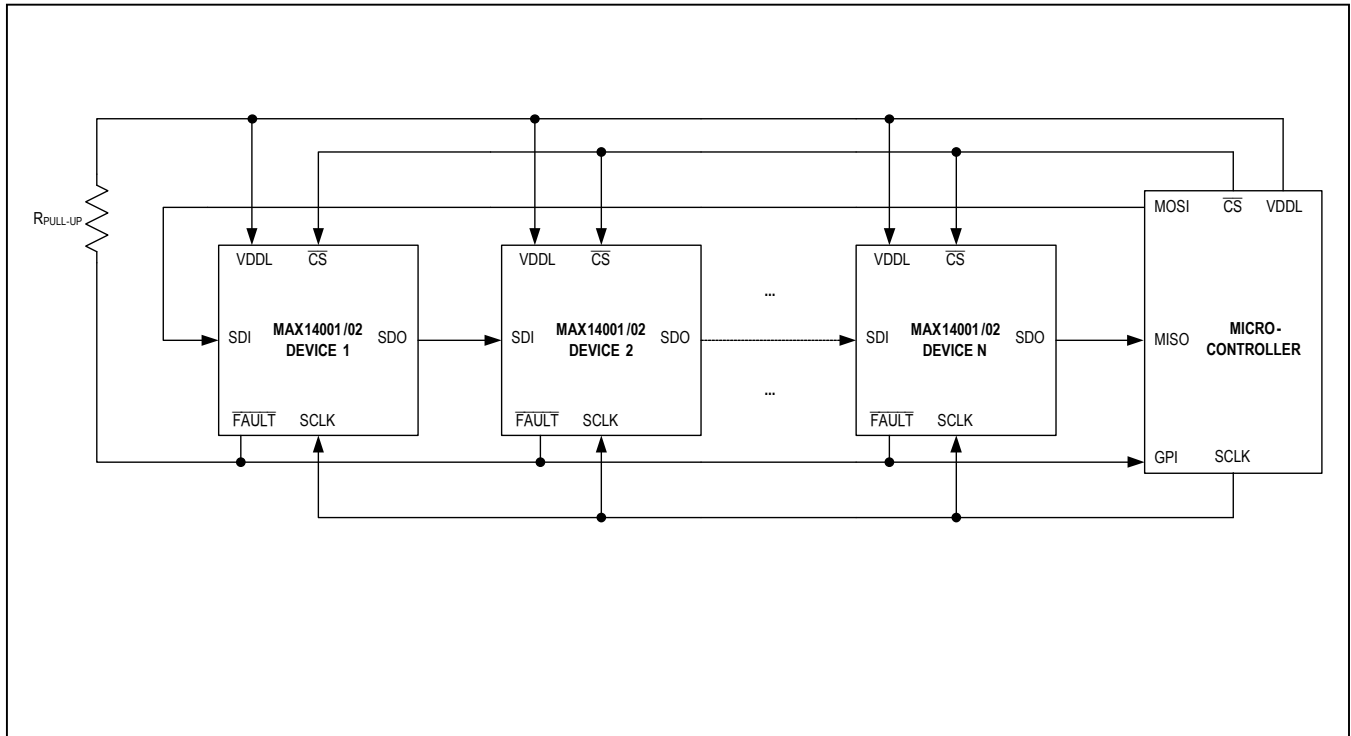 MOSI CS VDDL
RPULL-UP
VDDL CS
VDDL CS
VDDL CS
...
SDI MAX14001/02 DEVICE 1 SDO
SDI MAX14001/02 DEVICE 2 SDO
SDI MAX14001/02 DEVICE N SDO
MISO MICRO-
CONTROLLER
...
FAULT SCLK
FAULT SCLK
FAULT SCLK
GPI SCLK